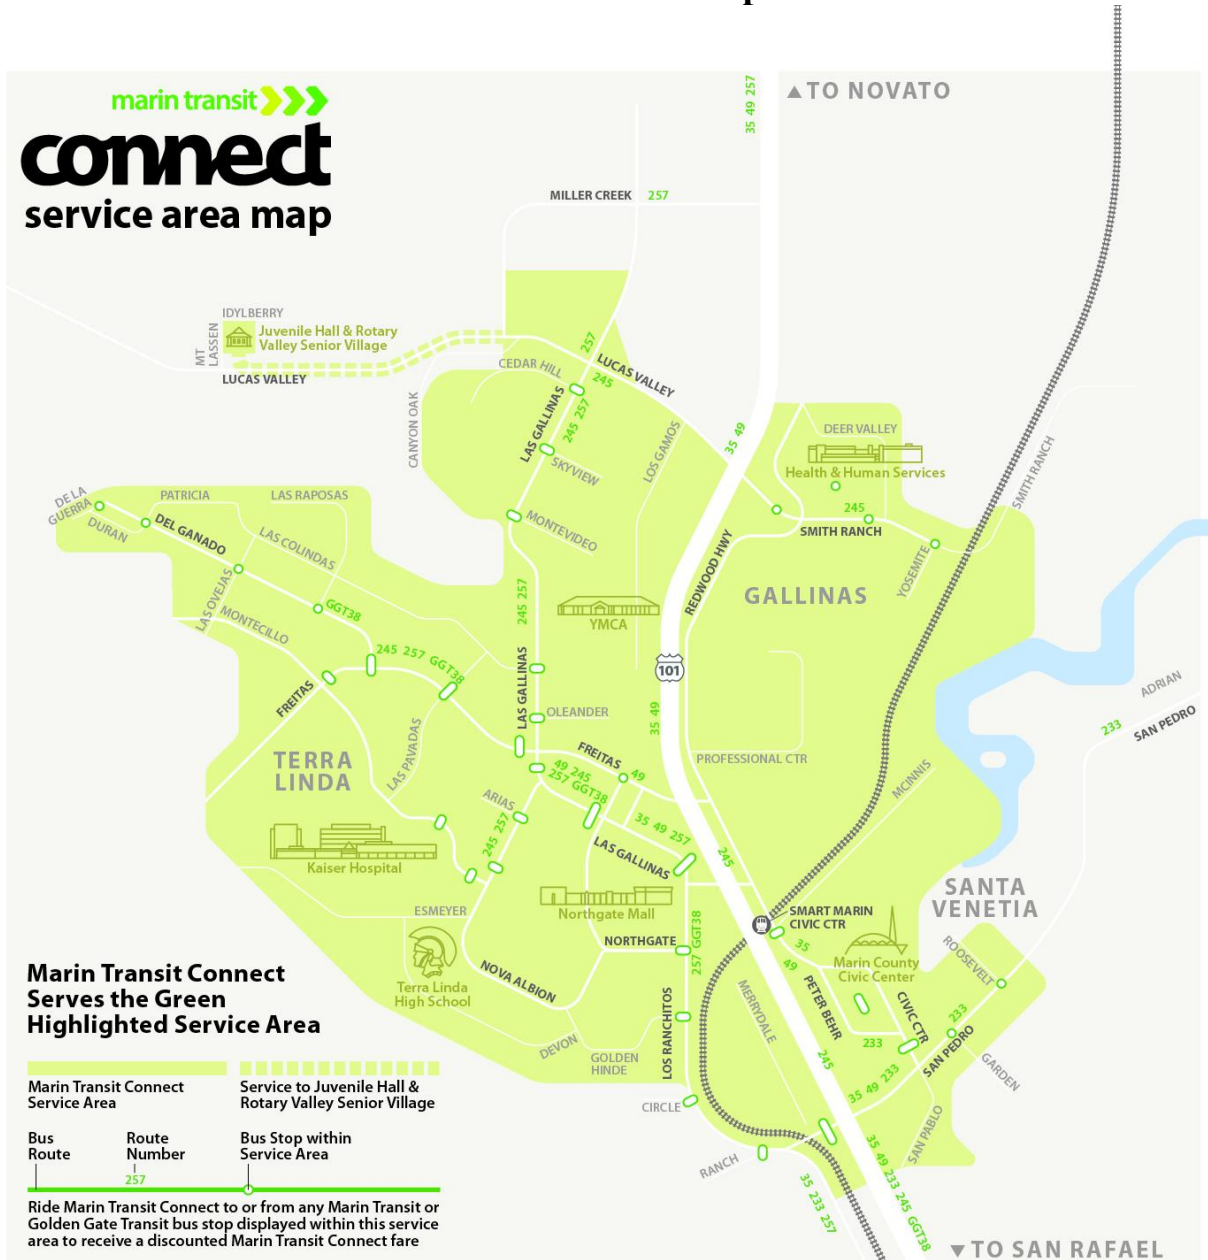 marin transit
connect
service area map
35 49 257
TO NOVATO
MILLER CREEK
257
IDYLBERRY
MT
LASSEN
Juvenile Hall & Rotary
Valley Senior Village
LUCAS VALLEY
257
LUCAS VALLEY
CEDAR HILL
245
CANYON OAK
LAS GALLINAS
245 257
SKYVIEW
LOS GAMOS
35 49
DEER VALLEY
Health & Human Services
245
SMITH RANCH
SMITH RANCH
DE LA
GUERRA
PATRICIA
LAS RAPOSAS
DURAN
DEL GANADO
LAS COLINDAS
MONTEVIDEO
REDWOOD HWY
YOSEMITE
GALLINAS
LAS OVEJAS
MONTECILLO
GGT38
245 257
YMCA
245 257 GGT38
FREITAS
LAS GALLINAS
101
ADRIAN
SAN PEDRO
233
OLEANDER
35 49
TERRA
LINDA
LAS PAVADAS
FREITAS
49
49 245
257 GGT38
PROFESSIONAL CTR
MCINNIS
ARIAS
245 257
35 49 257
LAS GALLINAS
245
Kaiser Hospital
Northgate Mall
ESMEYER
SANTA
VENETIA
SMART MARIN
CIVIC CTR
NORTHGATE
257 GGT38
35
49
Marin County
Civic Center
ROOSEVELT
Terra Linda
High School
NOVA ALBION
MERRYDALE
PETER BEHR
CIVIC CTR
233
233
SAN PEDRO
GARDEN
LOS RANCHITOS
DEVON
GOLDEN
HINDE
245
35 49 233
CIRCLE
SAN PABLO
RANCH
35 233 257
35 49 233 245 GGT38
TO SAN RAFAEL
Marin Transit Connect
Serves the Green
Highlighted Service Area
Marin Transit Connect
Service Area
Service to Juvenile Hall &
Rotary Valley Senior Village
Bus
Route
Route
Number
257
Bus Stop within
Service Area
Ride Marin Transit Connect to or from any Marin Transit or
Golden Gate Transit bus stop displayed within this service
area to receive a discounted Marin Transit Connect fare